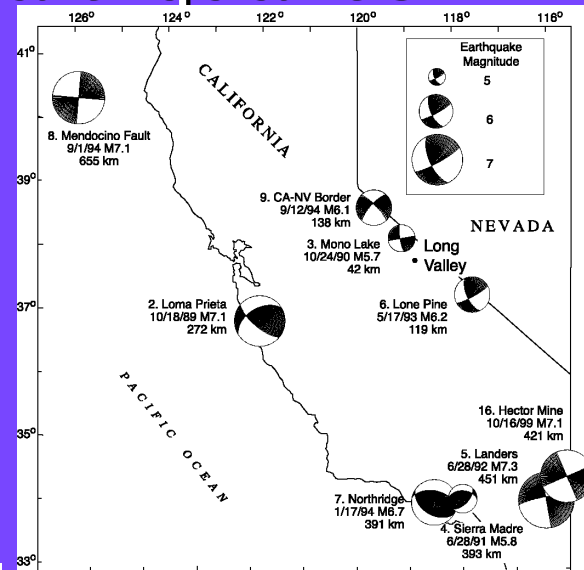 126° 124° 122° 120° 118° 116°
41°
39°
37°
35°
33°
CALIFORNIA
NEVADA
PACIFIC OCEAN
Earthquake
Magnitude
5
6
7
8. Mendocino Fault
9/1/94 M7.1
655 km
9. CA-NV Border
9/12/94 M6.1
138 km
3. Mono Lake
10/24/90 M5.7
42 km
Long
Valley
2. Loma Prieta
10/18/89 M7.1
272 km
6. Lone Pine
5/17/93 M6.2
119 km
16. Hector Mine
10/16/99 M7.1
421 km
5. Landers
6/28/92 M7.3
451 km
7. Northridge
1/17/94 M6.7
391 km
4. Sierra Madre
6/28/91 M5.8
393 km